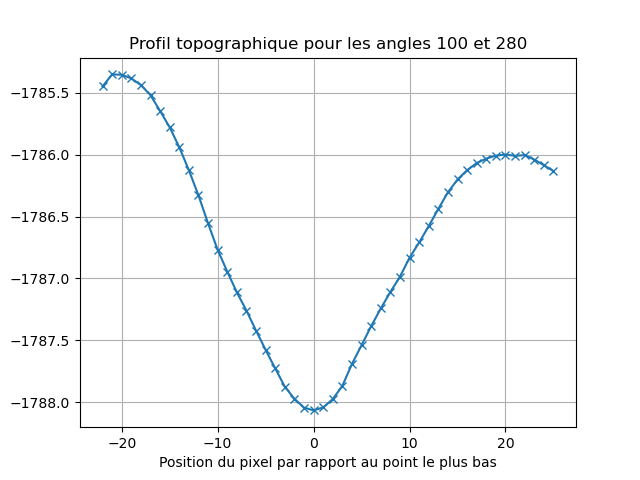 Profil topographique pour les angles 100 et 280
−1785.5
−1786.0
−1786.5
−1787.0
−1787.5
−1788.0
−20 −10 0 10 20
Position du pixel par rapport au point le plus bas